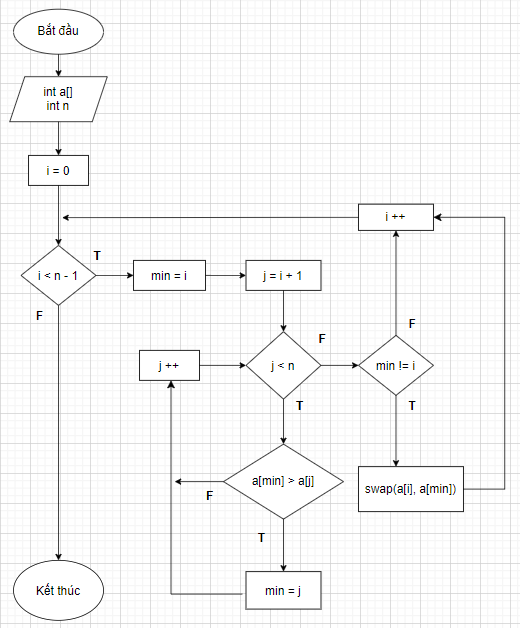 Bắt đầu
int a[]
int n
i = 0
i ++
T
i < n - 1
min = i
j = i + 1
F
F
F
j ++
j < n
min != i
T
T
a[min] > a[j]
swap(a[i], a[min])
F
T
Kết thúc
min = j